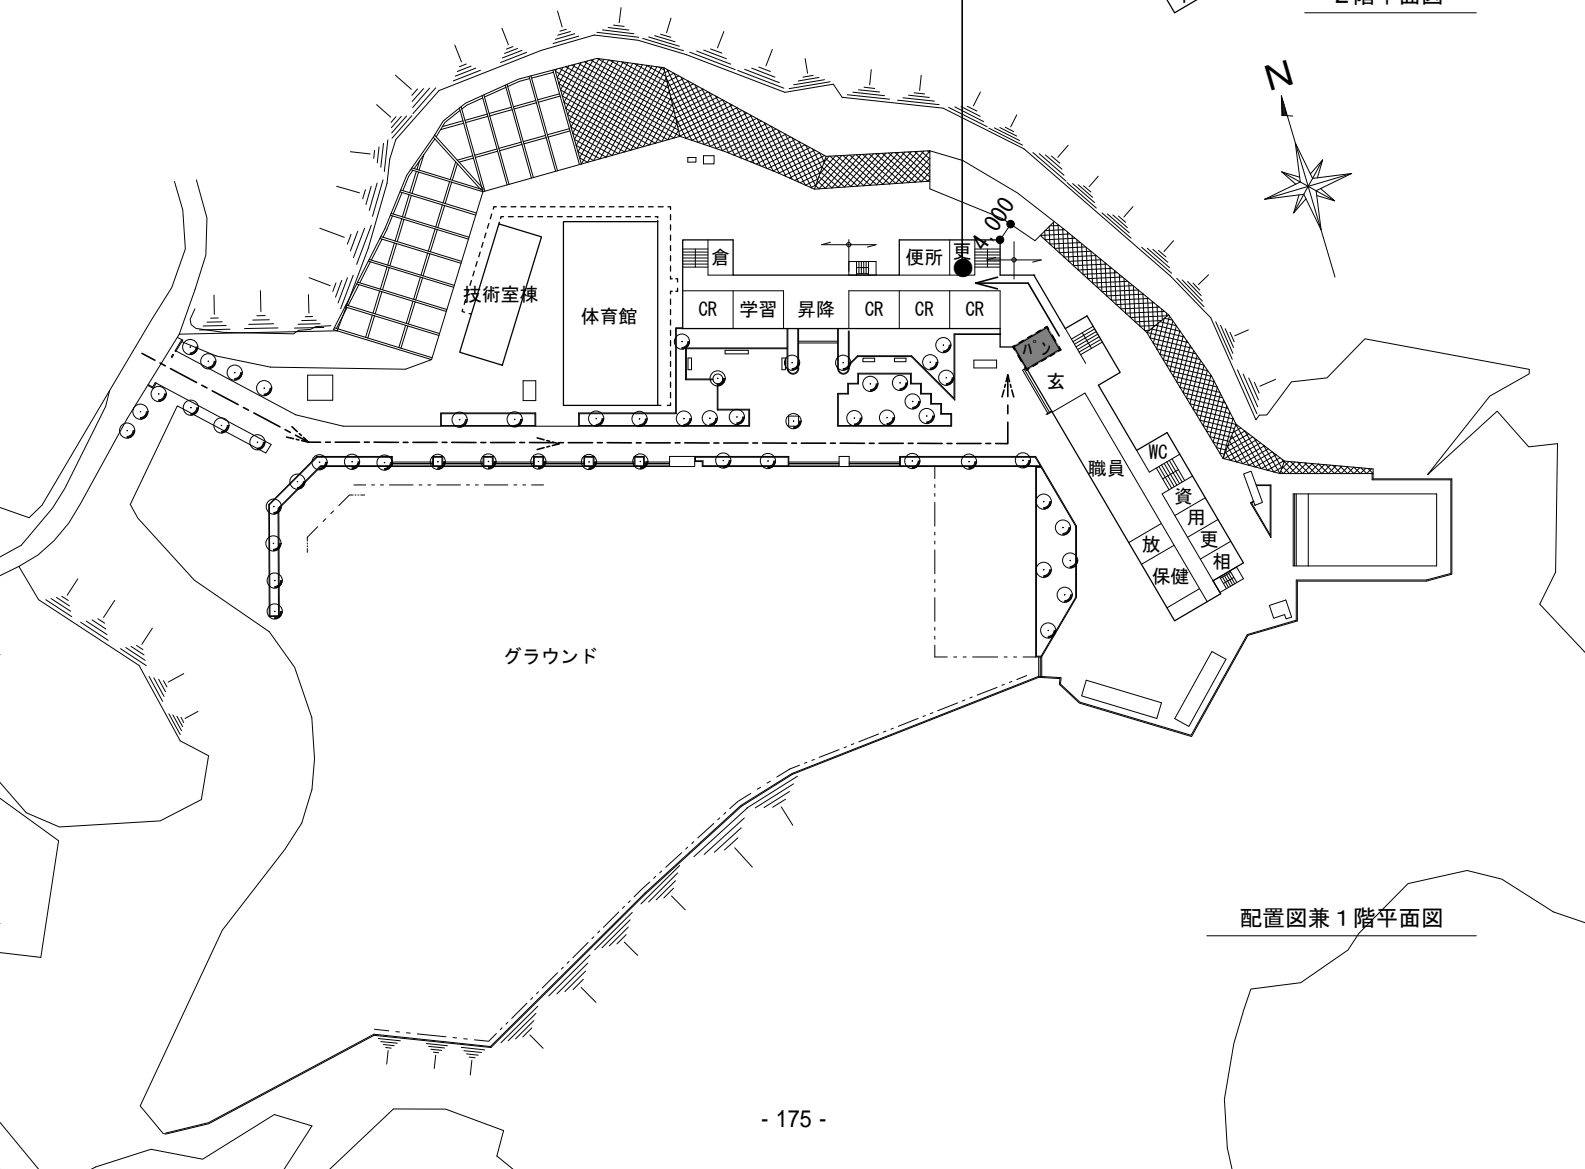 2階平面図
N
4.000
倉
便所
更
技術室棟
体育館
CR
学習
昇降
CR
CR
CR
パン
玄
WC
職員
資
用
更
放
相
保健
グラウンド
配置図兼1階平面図
- 175 -